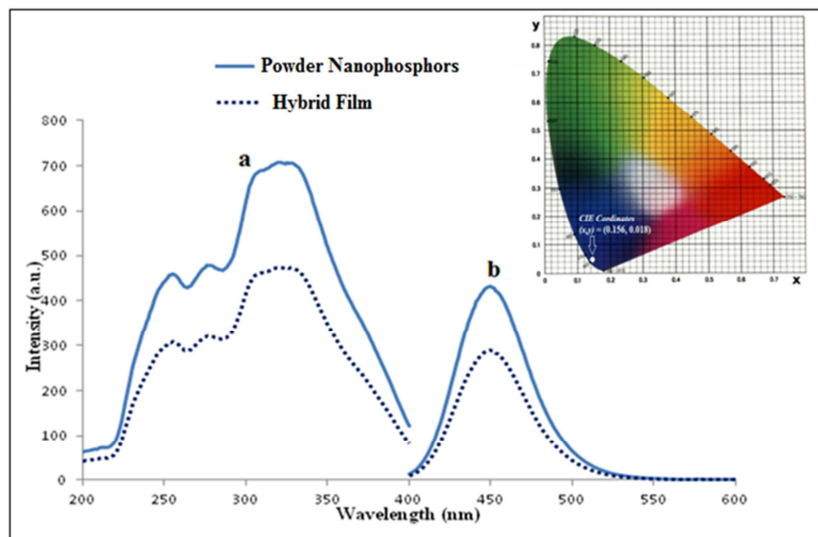 Powder Nanophosphors
Hybrid Film
a
b
Intensity (a.u.)
800
700
600
500
400
300
200
100
0
200 250 300 350 400 450 500 550 600
Wavelength (nm)
y
0.8
0.7
0.6
0.5
0.4
0.3
0.2
0.1
0
CIE Cordinates
(x,y) = (0.156, 0.018)
0 0.1 0.2 0.3 0.4 0.5 0.6 0.7
x